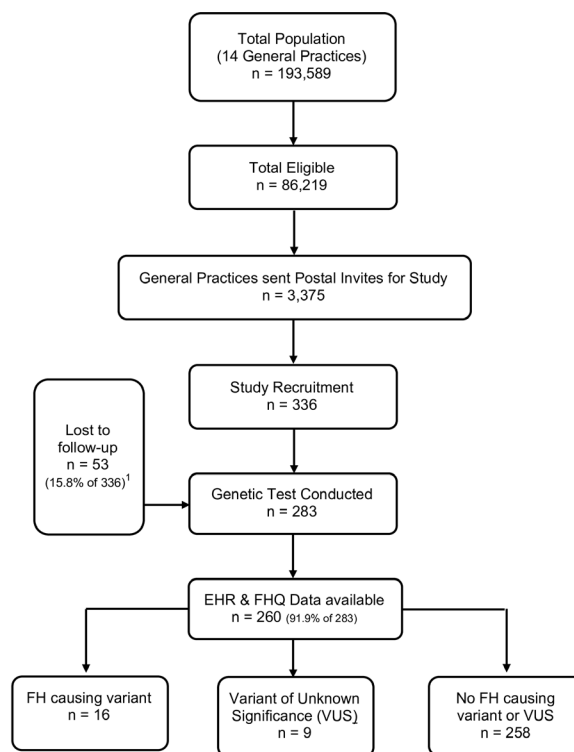 Total Population
(14 General Practices)
n = 193,589
Total Eligible
n = 86,219
General Practices sent Postal Invites for Study
n = 3,375
Study Recruitment
n = 336
Lost to
follow-up
n = 53
(15.8% of 336)1
Genetic Test Conducted
n = 283
EHR & FHQ Data available
n = 260 (91.9% of 283)
FH causing variant
n = 16
Variant of Unknown
Significance (VUS)
n = 9
No FH causing
variant or VUS
n = 258